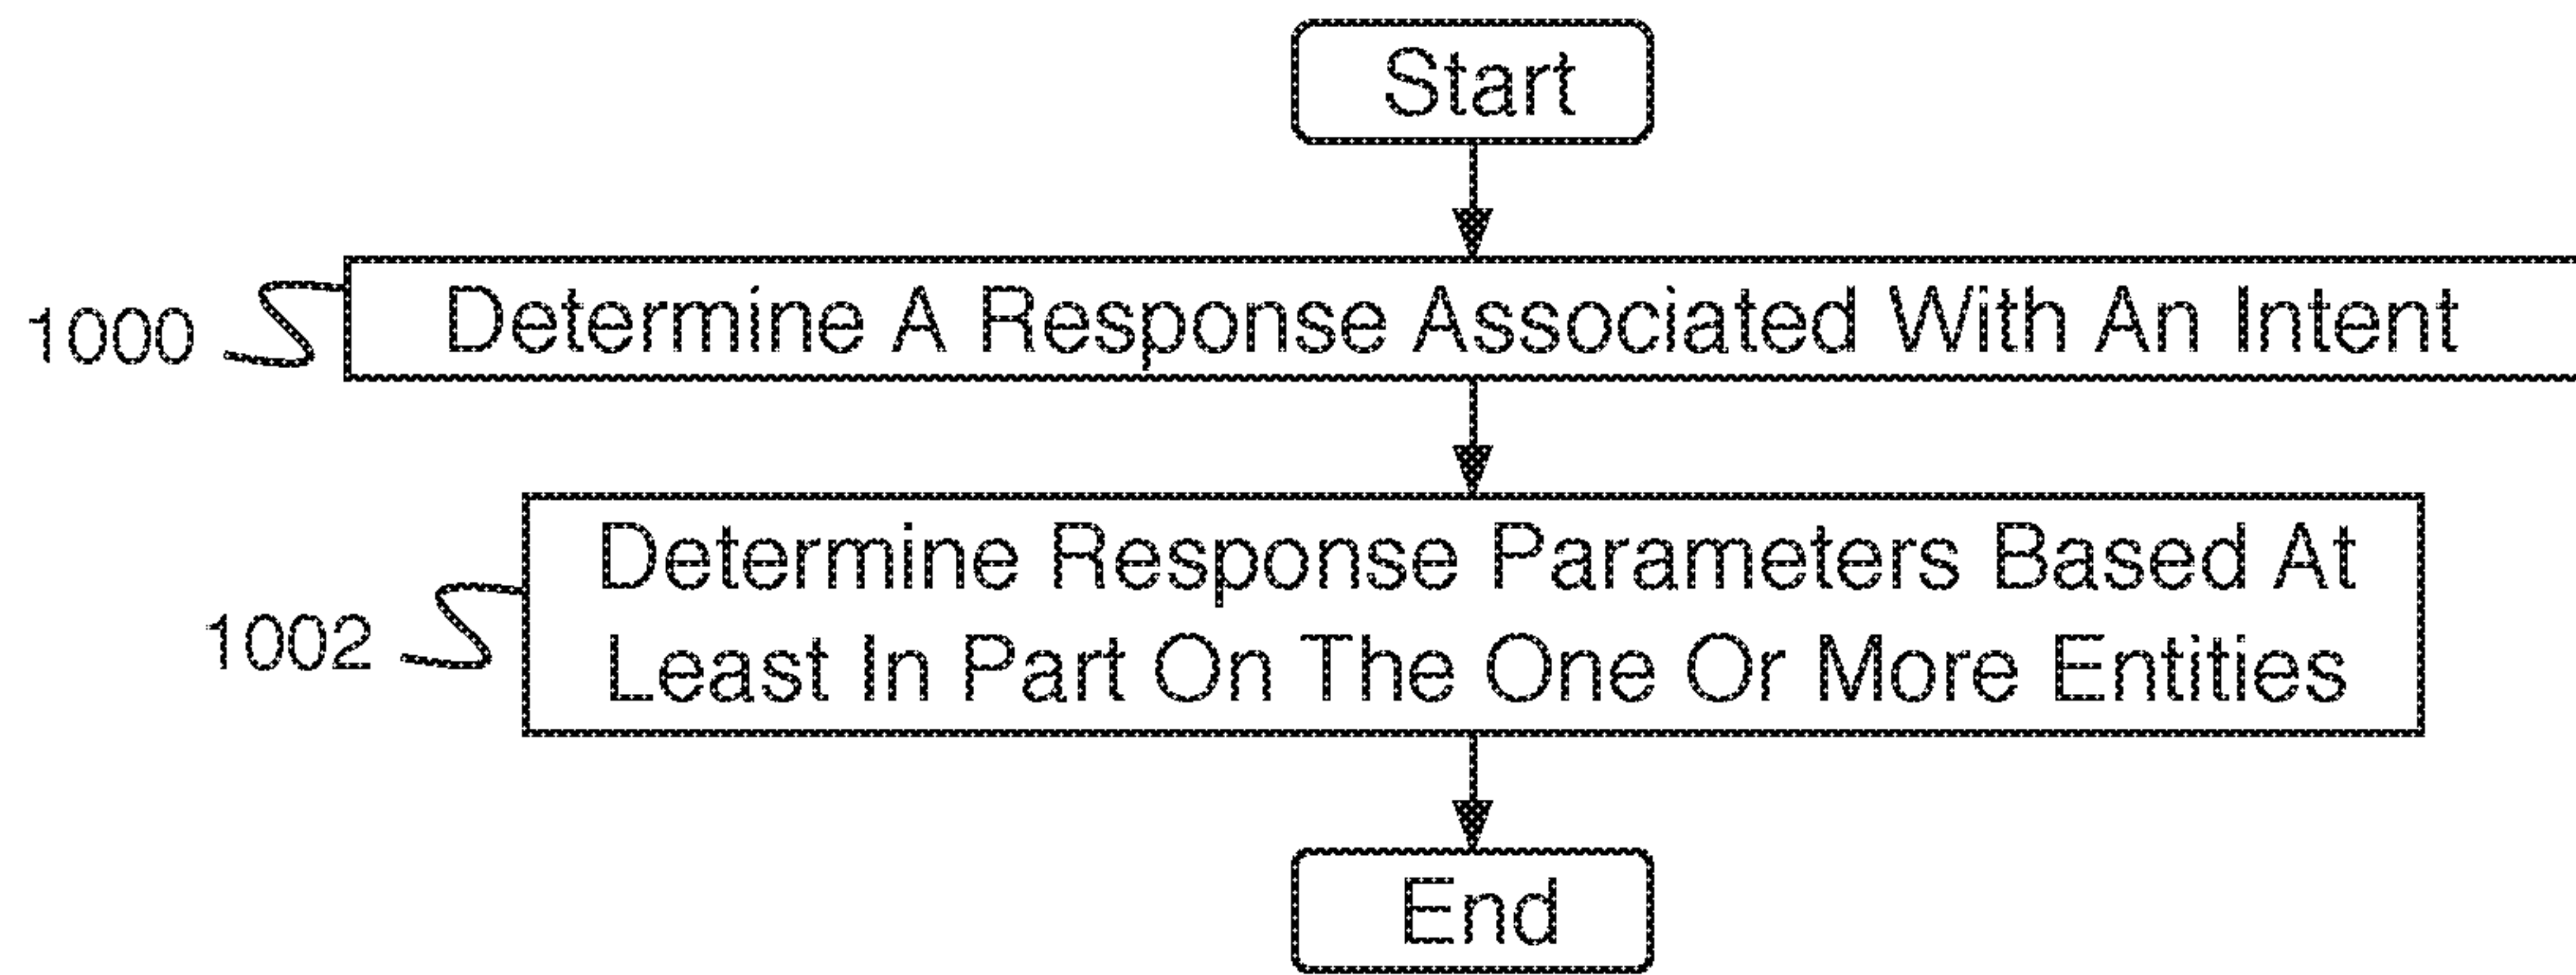 Start
1000
Determine A Response Associated With An Intent
Determine Response Parameters Based At
1002
Least In Part On The One Or More Entities
End